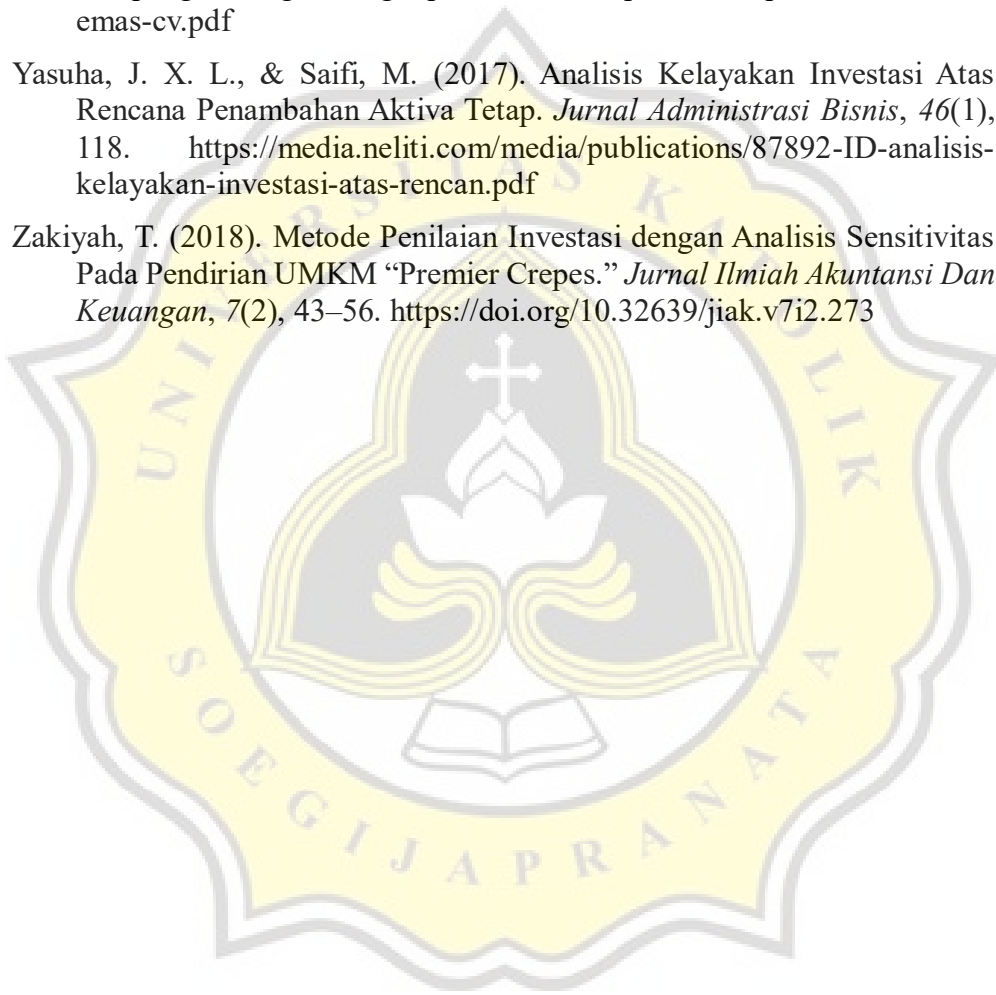 emas-cv.pdf
Yasuha, J. X. L., & Saifi, M. (2017). Analisis Kelayakan Investasi Atas
Rencana Penambahan Aktiva Tetap. Jurnal Administrasi Bisnis, 46(1),
118. https://media.neliti.com/media/publications/87892-ID-analisis-
kelayakan-investasi-atas-rencan.pdf
Zakiyah, T. (2018). Metode Penilaian Investasi dengan Analisis Sensitivitas
Pada Pendirian UMKM “Premier Crepes.” Jurnal Ilmiah Akuntansi Dan
Keuangan, 7(2), 43–56. https://doi.org/10.32639/jiak.v7i2.273
UNIVERSITAS KATOLIK
SOEGIJAPRANATA